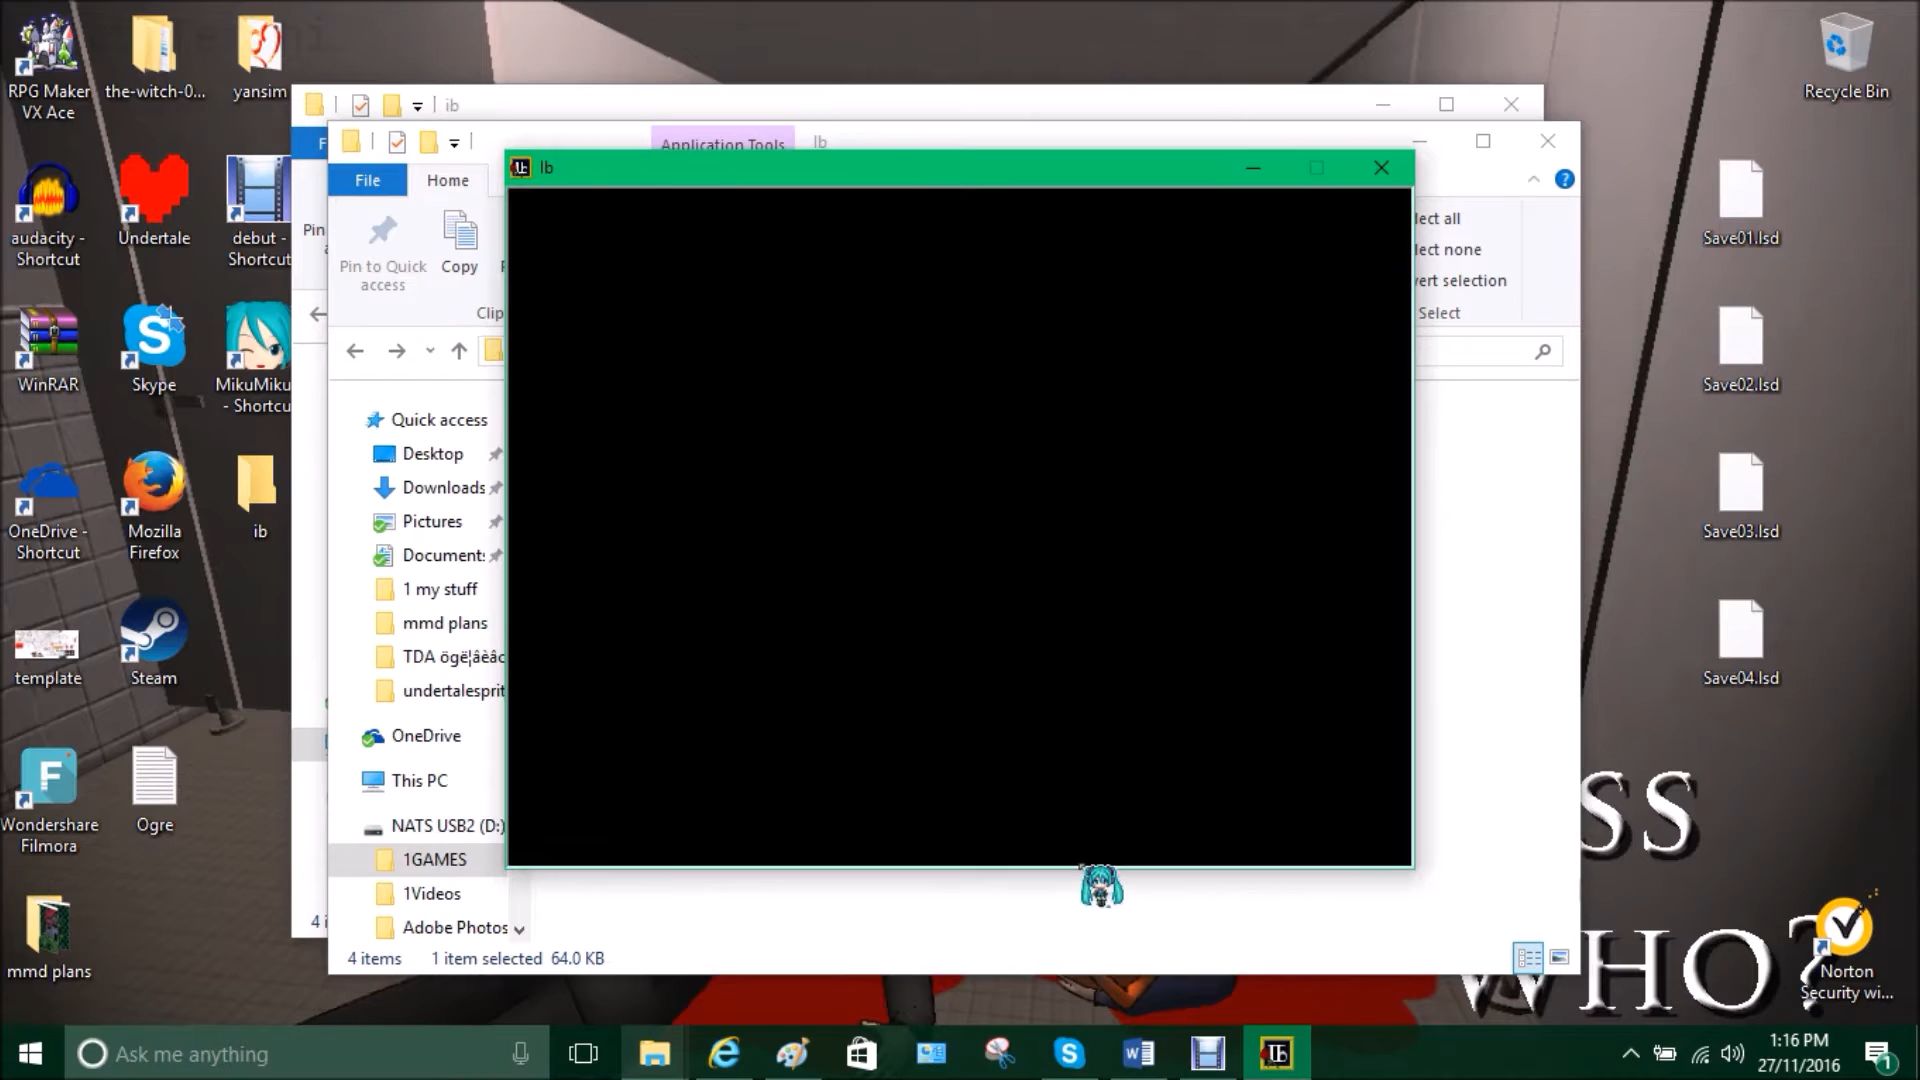 RPG Maker
VX Ace
the-witch-0...
yansim
Recycle Bin
audacity -
Shortcut
Undertale
debut -
Shortcut
WinRAR
Skype
MikuMiku
- Shortcu
OneDrive -
Shortcut
Mozilla
Firefox
ib
template
Steam
Wondershare
Filmora
Ogre
mmd plans
ib
F
Pin
4 i
Application Tools
Ib
File
Home
Pin to Quick
access
Copy
Clip
lect all
lect none
vert selection
Select
Ib
Quick access
Desktop
Downloads
Pictures
Document
1 my stuff
mmd plans
undertalesprit
OneDrive
This PC
NATS USB2 (D:)
1GAMES
1Videos
Adobe Photos
4 items
1 item selected 64.0 KB
Save01.lsd
Save02.lsd
Save03.lsd
Save04.lsd
SS
WHO?
Norton
Security wi...
Ask me anything
1:16 PM
27/11/2016
1